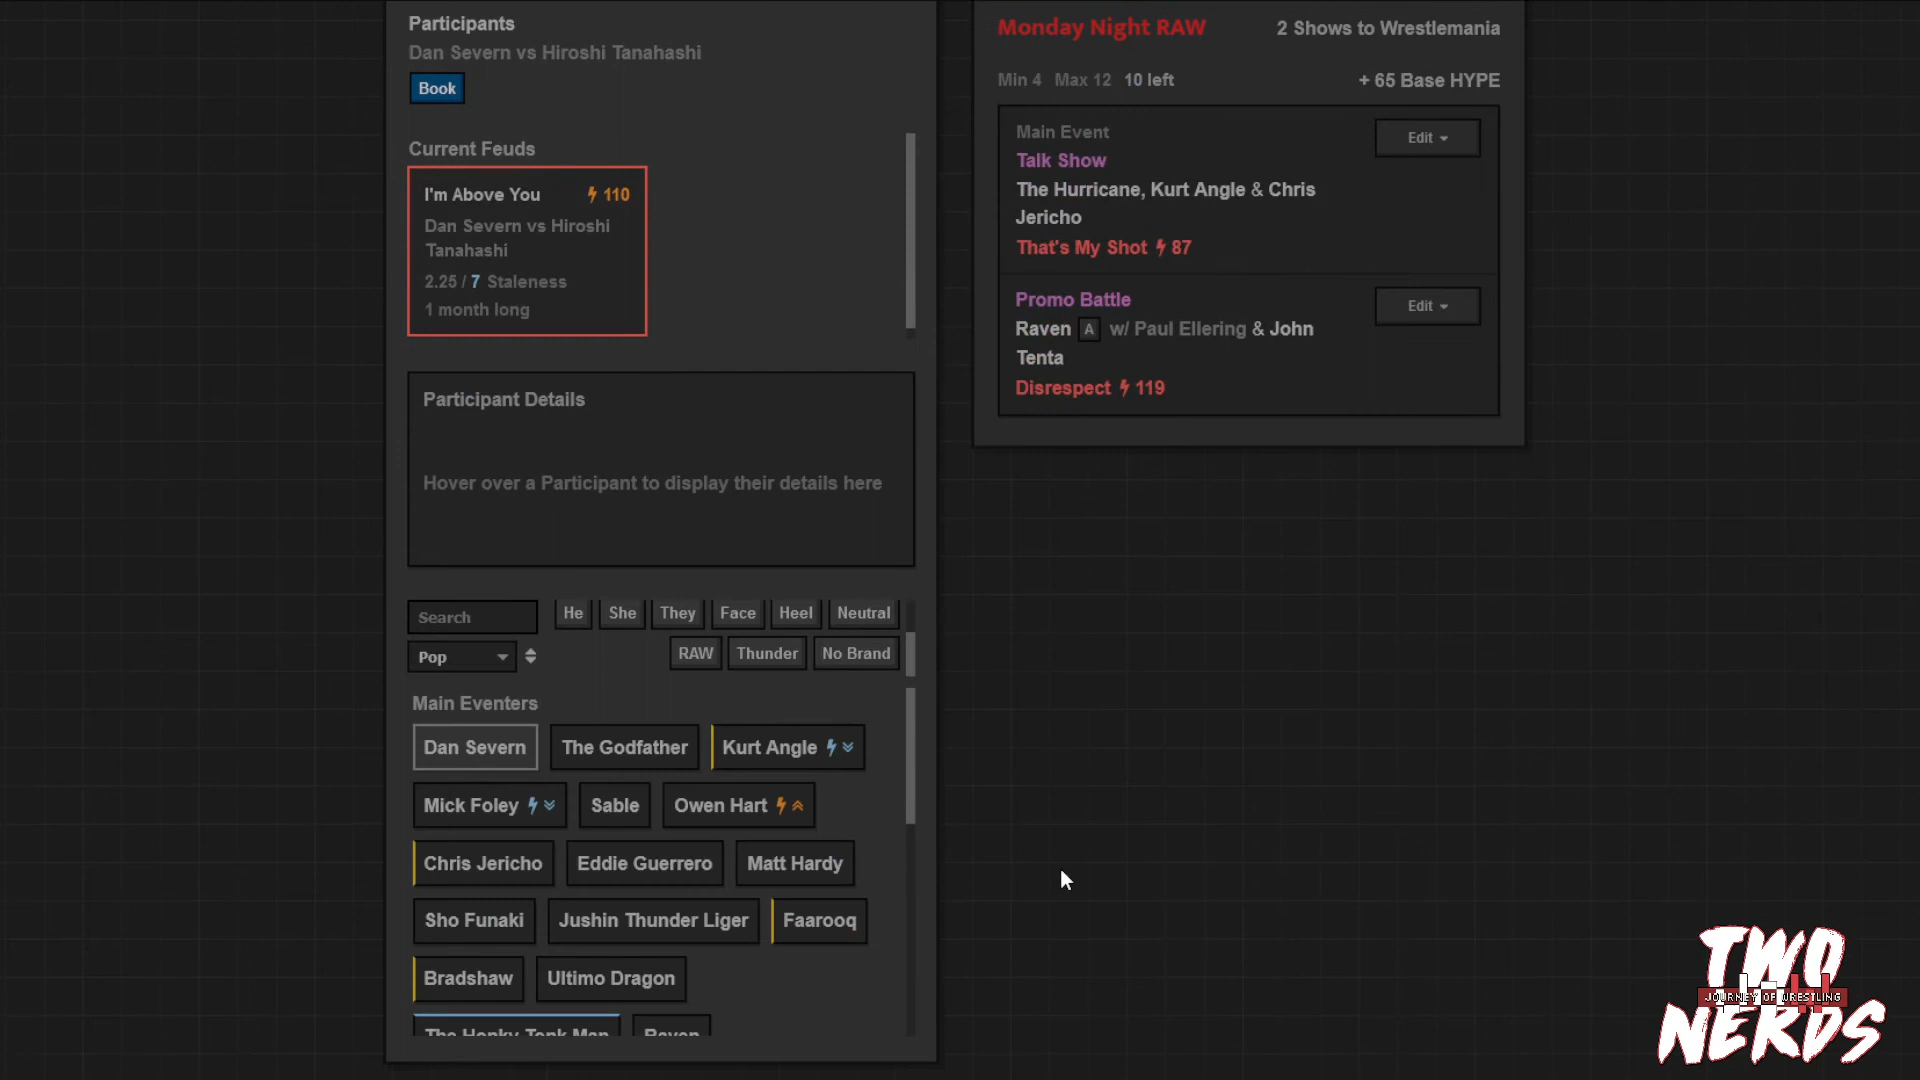 Participants
Dan Severn vs Hiroshi Tanahashi
Book
Current Feuds
I'm Above You 110
Dan Severn vs Hiroshi
Tanahashi
2.25 / 7 Staleness
1 month long
Participant Details
Hover over a Participant to display their details here
Search He She They Face Heel Neutral
Pop RAW Thunder No Brand
Main Eventers
Dan Severn The Godfather Kurt Angle
Mick Foley Sable Owen Hart
Chris Jericho Eddie Guerrero Matt Hardy
Sho Funaki Jushin Thunder Liger Faarooq
Bradshaw Ultimo Dragon
The Honky Tonk Man Raven
Monday Night RAW 2 Shows to Wrestlemania
Min 4 Max 12 10 left + 65 Base HYPE
Main Event Edit
Talk Show
The Hurricane, Kurt Angle & Chris
Jericho
That's My Shot 87
Promo Battle Edit
Raven A w/ Paul Ellering & John
Tenta
Disrespect 119
TWO
JOURNEY OF WRESTLING
NERDS